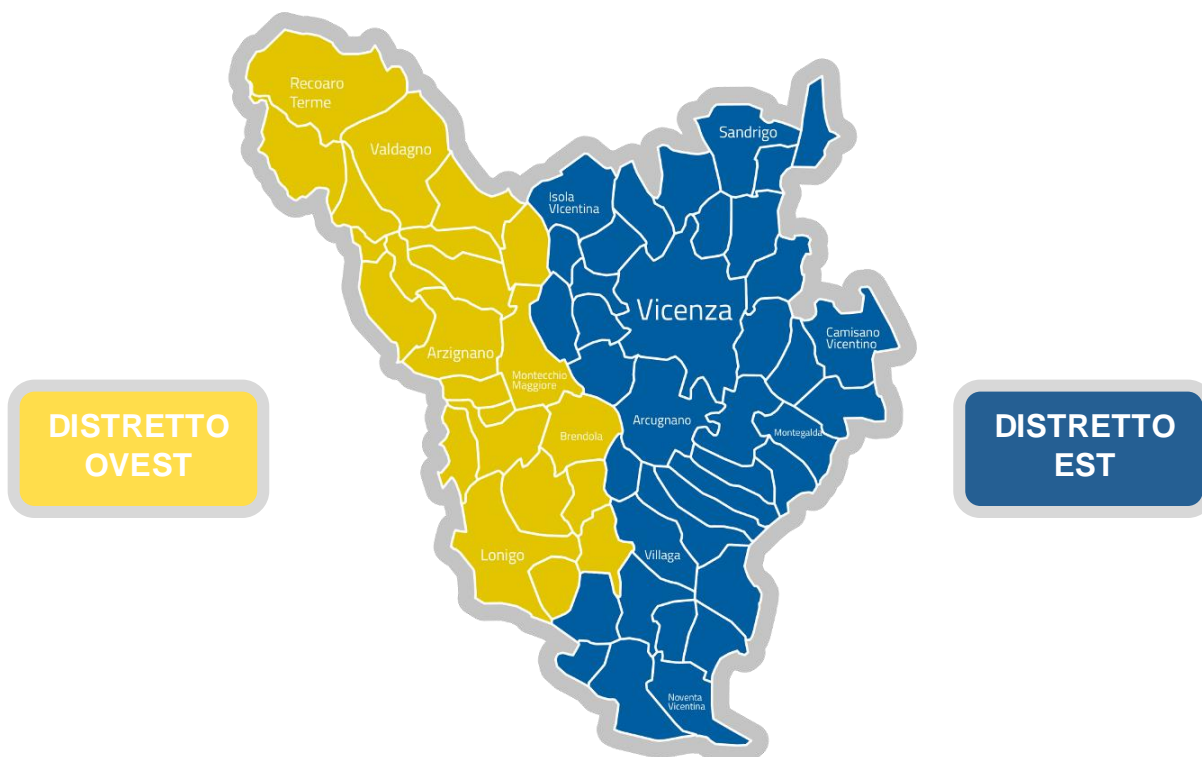 Recoaro
Terme
Sandrigo
Valdagno
Isola
VIcentina
Vicenza
Camisano
Vicentino
Arzignano
Montecchio
Maggiore
DISTRETTO
OVEST
Arcugnano
Brendola
Montegalda
DISTRETTO
EST
Lonigo
Villaga
Noventa
Vicentina